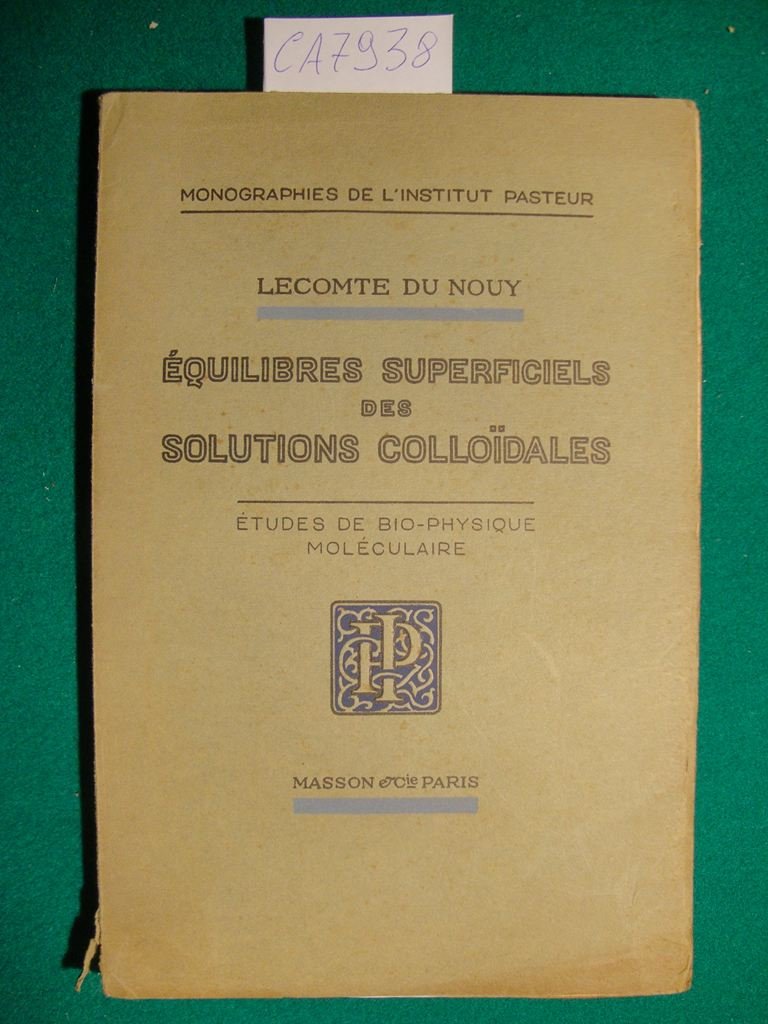 CA7938
MONOGRAPHIES DE L'INSTITUT PASTEUR
LECOMTE DU NOUY
ÉQUILIBRES SUPERFICIELS
DES
SOLUTIONS COLLOÏDALES
ÉTUDES DE BIO-PHYSIQUE
MOLÉCULAIRE
IP
MASSON & Cie PARIS